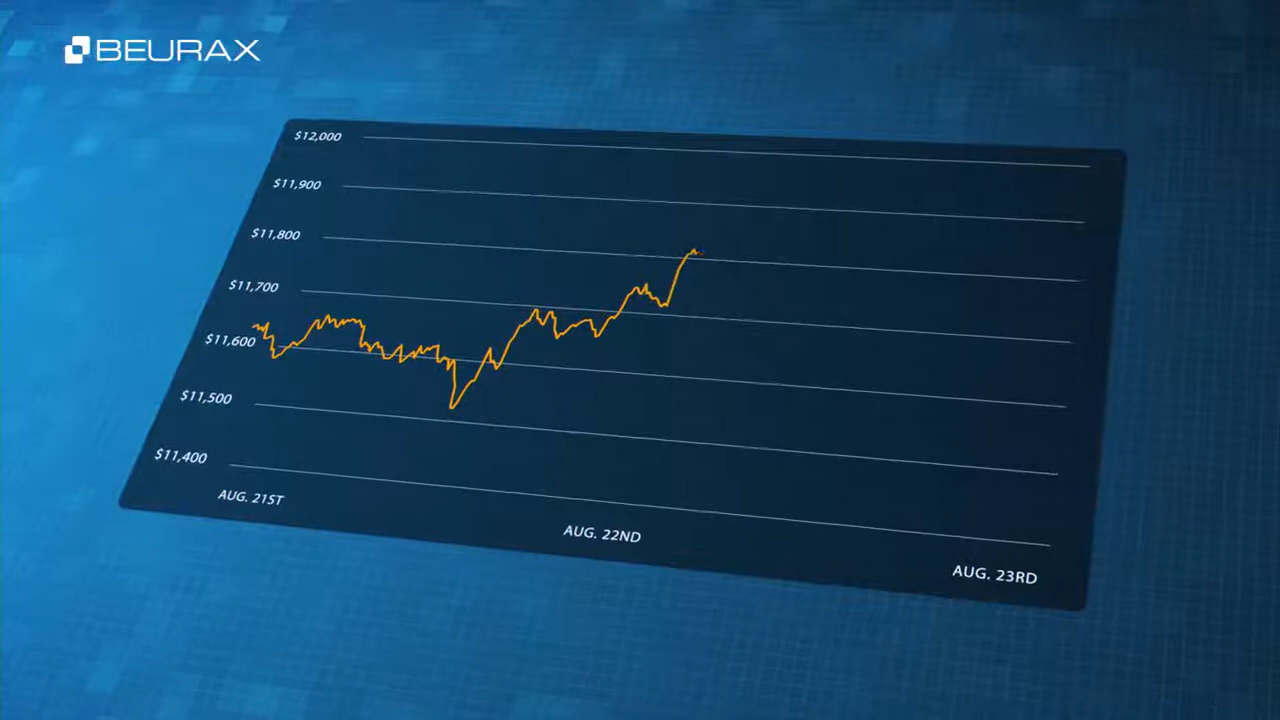 BEURAX
$12,000
$11,900
$11,800
$11,700
$11,600
$11,500
$11,400
AUG. 21ST
AUG. 22ND
AUG. 23RD